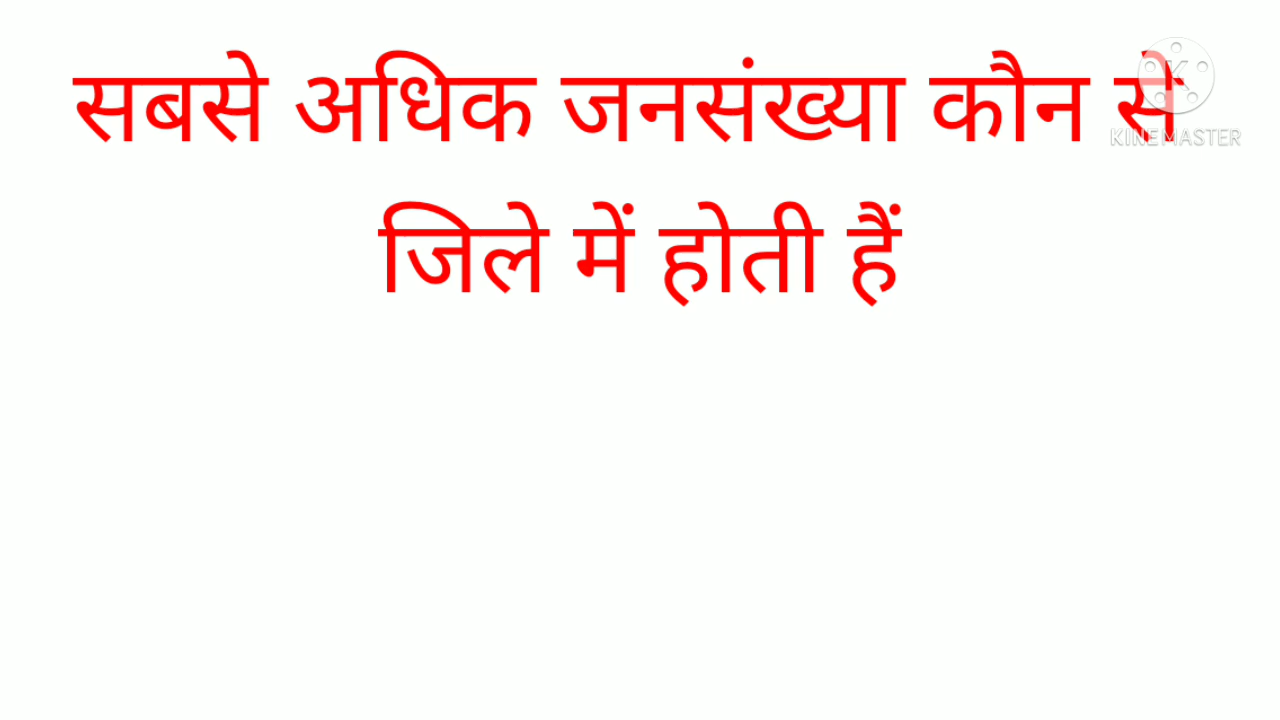 सबसे अधिक जनसंख्या कौन से
KINEMASTER
जिले में होती हैं